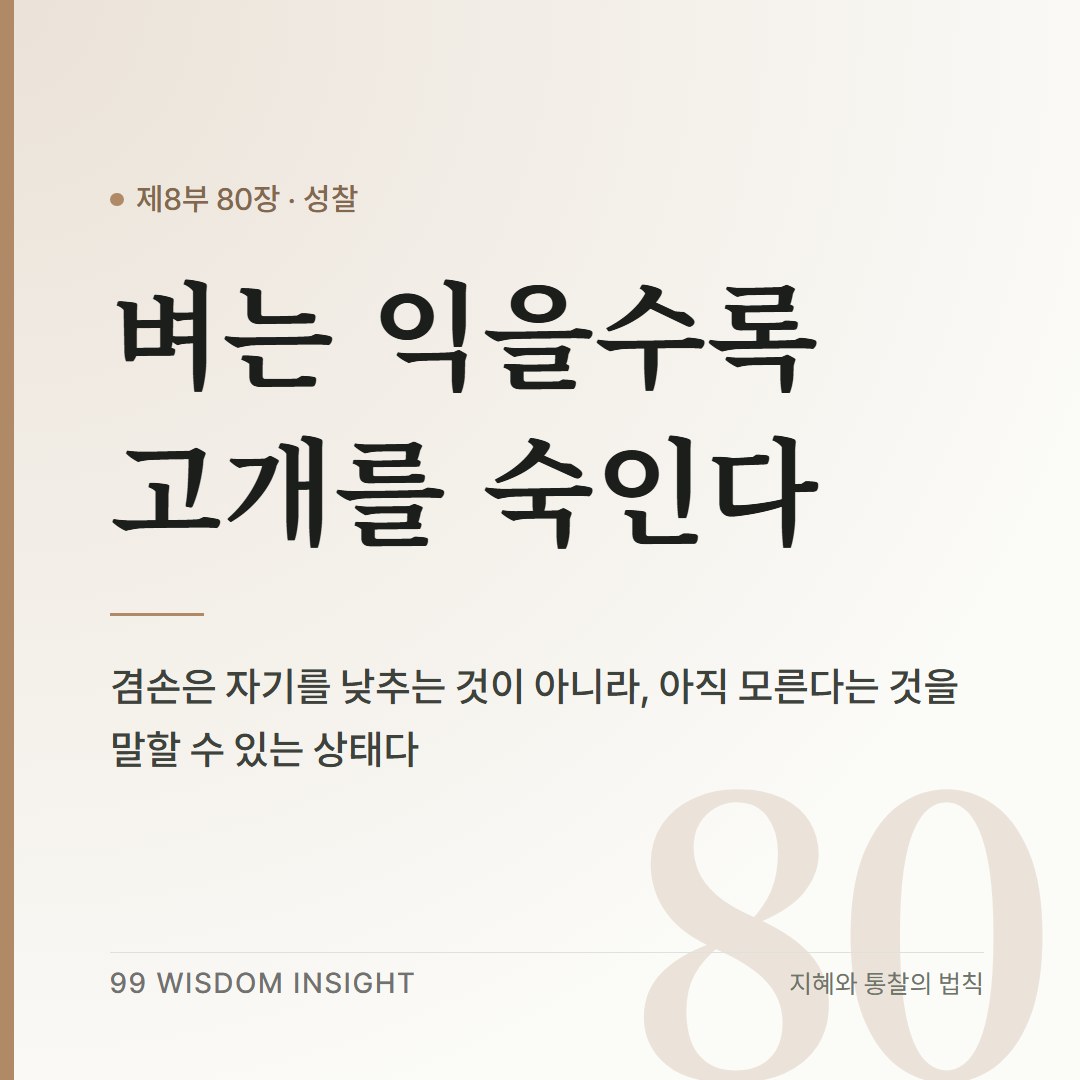 제8부 80장 · 성찰
벼는 익을수록
고개를 숙인다
겸손은 자기를 낮추는 것이 아니라, 아직 모른다는 것을
말할 수 있는 상태다
80
99 WISDOM INSIGHT
지혜와 통찰의 법칙